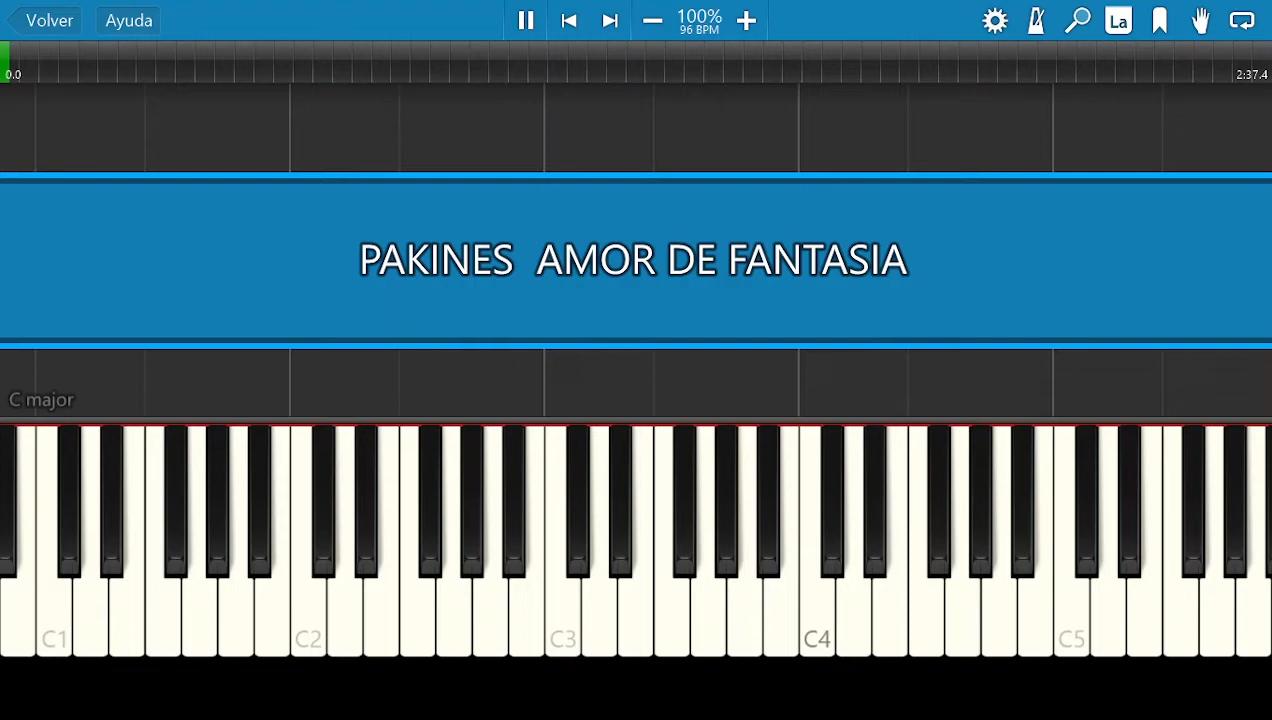 Volver Ayuda 100% La
96 BPM
0.0 2:37.4
PAKINES AMOR DE FANTASIA
C major
C1 C2 C3 C4 C5